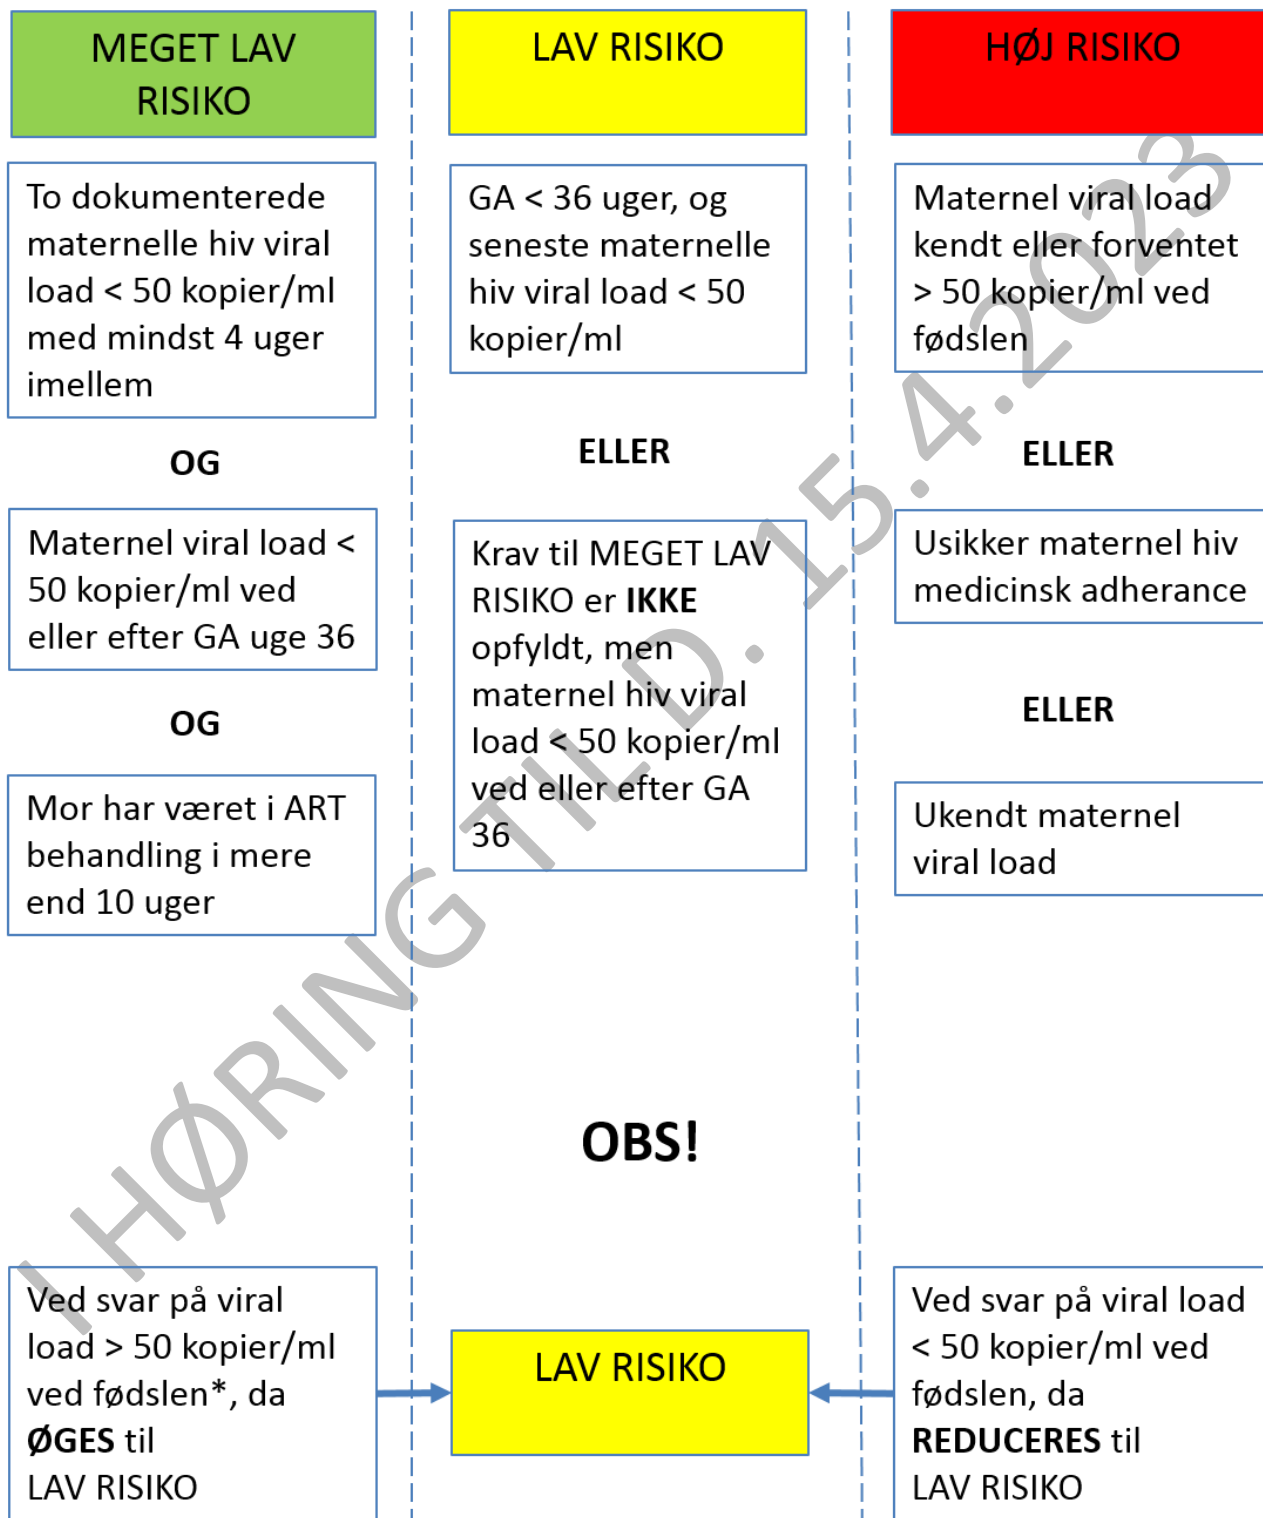 MEGET LAV
RISIKO
To dokumenterede
maternelle hiv viral
load < 50 kopier/ml
med mindst 4 uger
imellem
OG
Maternel viral load <
50 kopier/ml ved
eller efter GA uge 36
OG
Mor har været i ART
behandling i mere
end 10 uger
LAV RISIKO
GA < 36 uger, og
seneste maternelle
hiv viral load < 50
kopier/ml
ELLER
Krav til MEGET LAV
RISIKO er IKKE
opfyldt, men
maternel hiv viral
load < 50 kopier/ml
ved eller efter GA
36
HØJ RISIKO
Maternel viral load
kendt eller forventet
> 50 kopier/ml ved
fødslen
ELLER
Usikker maternel hiv
medicinsk adherance
ELLER
Ukendt maternel
viral load
OBS!
Ved svar på viral
load > 50 kopier/ml
ved fødslen*, da
ØGES til
LAV RISIKO
LAV RISIKO
Ved svar på viral load
< 50 kopier/ml ved
fødslen, da
REDUCERES til
LAV RISIKO
I HØRING TIL D. 15.4.2023